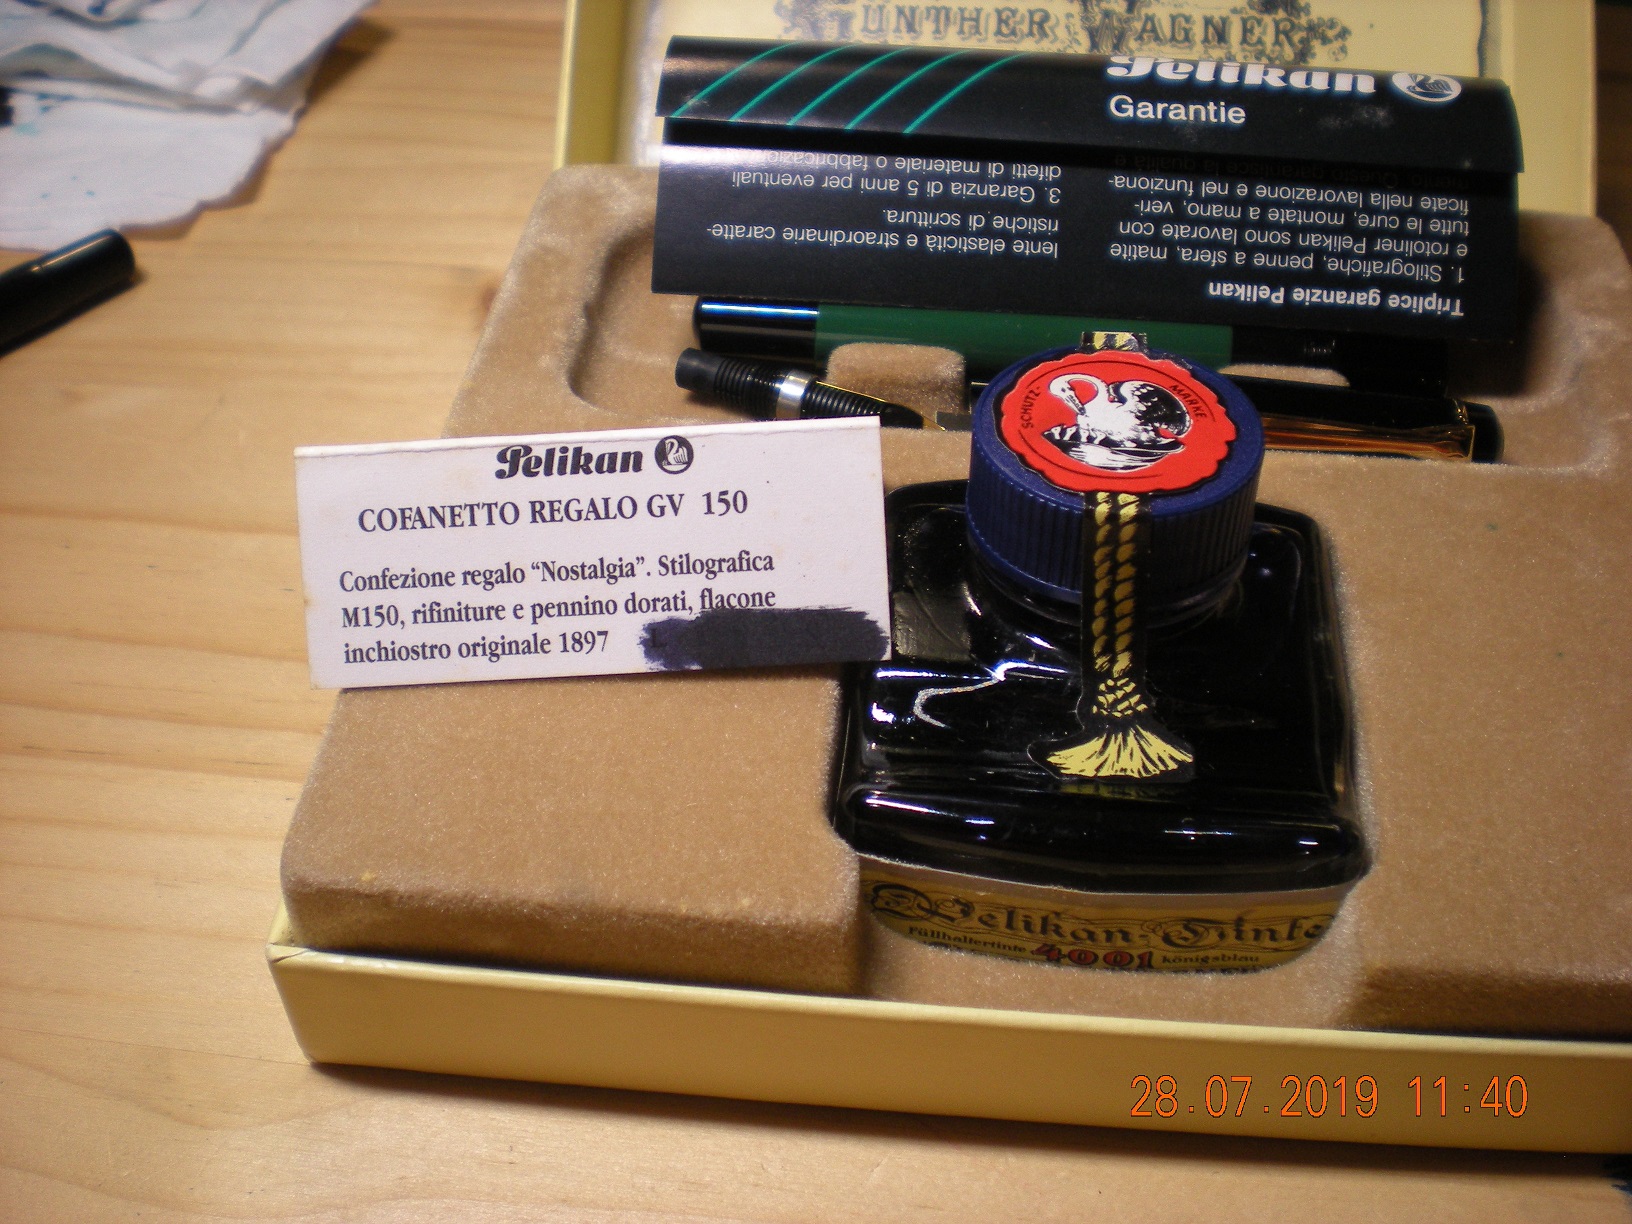 GÜNTHER WAGNER
Pelikan
Garantie
Triplice garanzie Pelikan
1. Stilografiche, penne a sfera, matite
e rotoliner Pelikan sono lavorate con
tutte le cure, montate a mano, veri-
ficate nella lavorazione e nel funziona-
lente elasticità e straordinarie caratte-
ristiche di scrittura.
3. Garanzia di 5 anni per eventuali
difetti di materiale o fabbricazio
SCHUTZ- MARKE
Pelikan
COFANETTO REGALO GV 150
Confezione regalo “Nostalgia”. Stilografica
M150, rifiniture e pennino dorati, flacone
inchiostro originale 1897
Pelikan-Tinte
Füllhaltertinte 4001 königsblau
28.07.2019 11:40